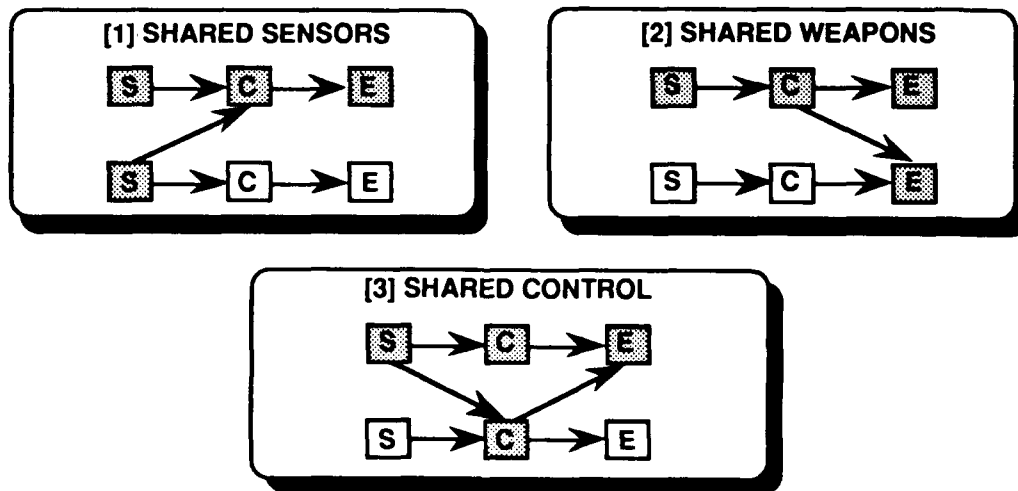 [1] SHARED SENSORS
S C E
S C E
[2] SHARED WEAPONS
S C E
S C E
[3] SHARED CONTROL
S C E
S C E